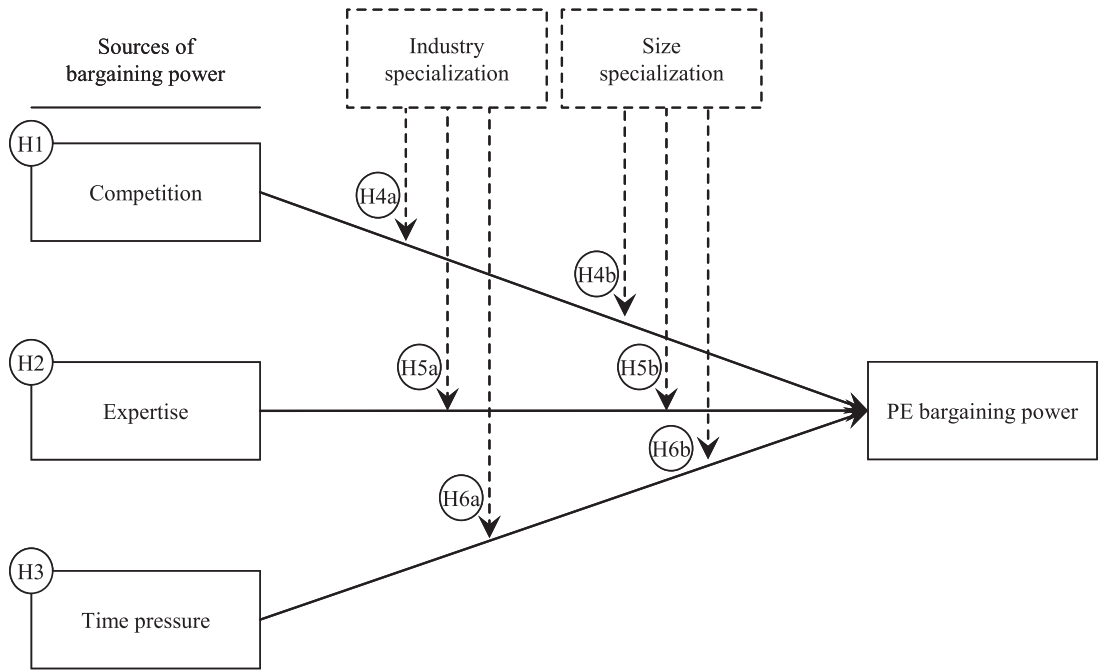 Sources of
bargaining power
Industry
specialization
Size
specialization
H1
Competition
H4a
H4b
H2
Expertise
H5a
H5b
PE bargaining power
H6b
H6a
H3
Time pressure